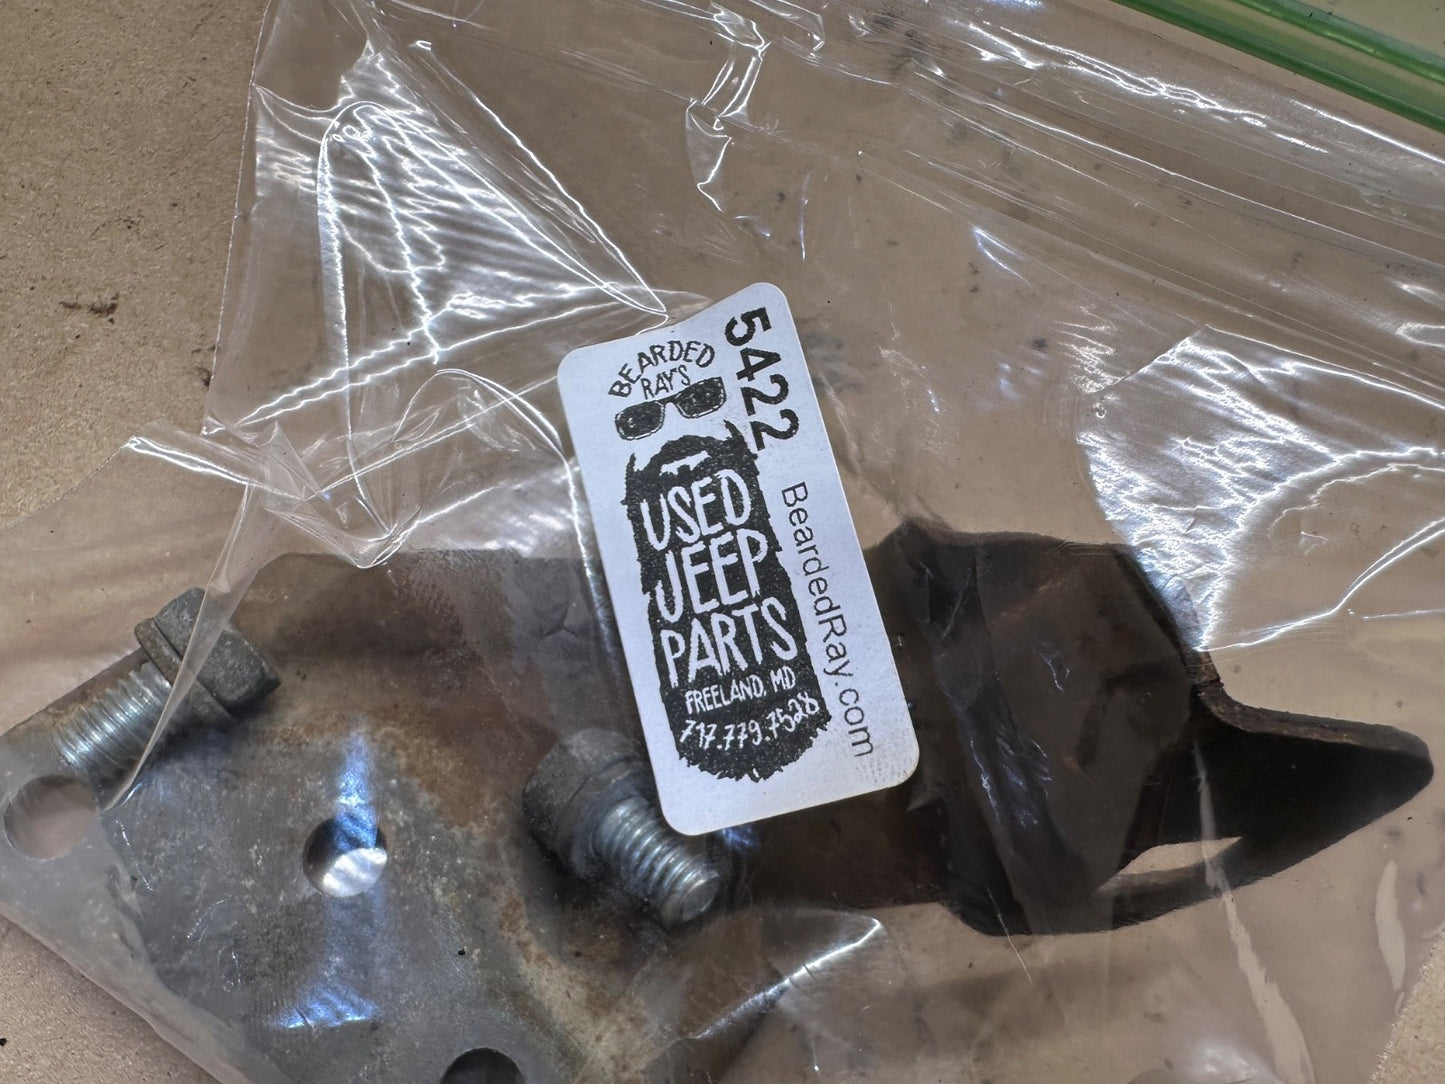 BEARDED
RAY'S
USED
JEEP
PARTS
FREELAND, MD
717.779.7528
5422
BeardedRay.com